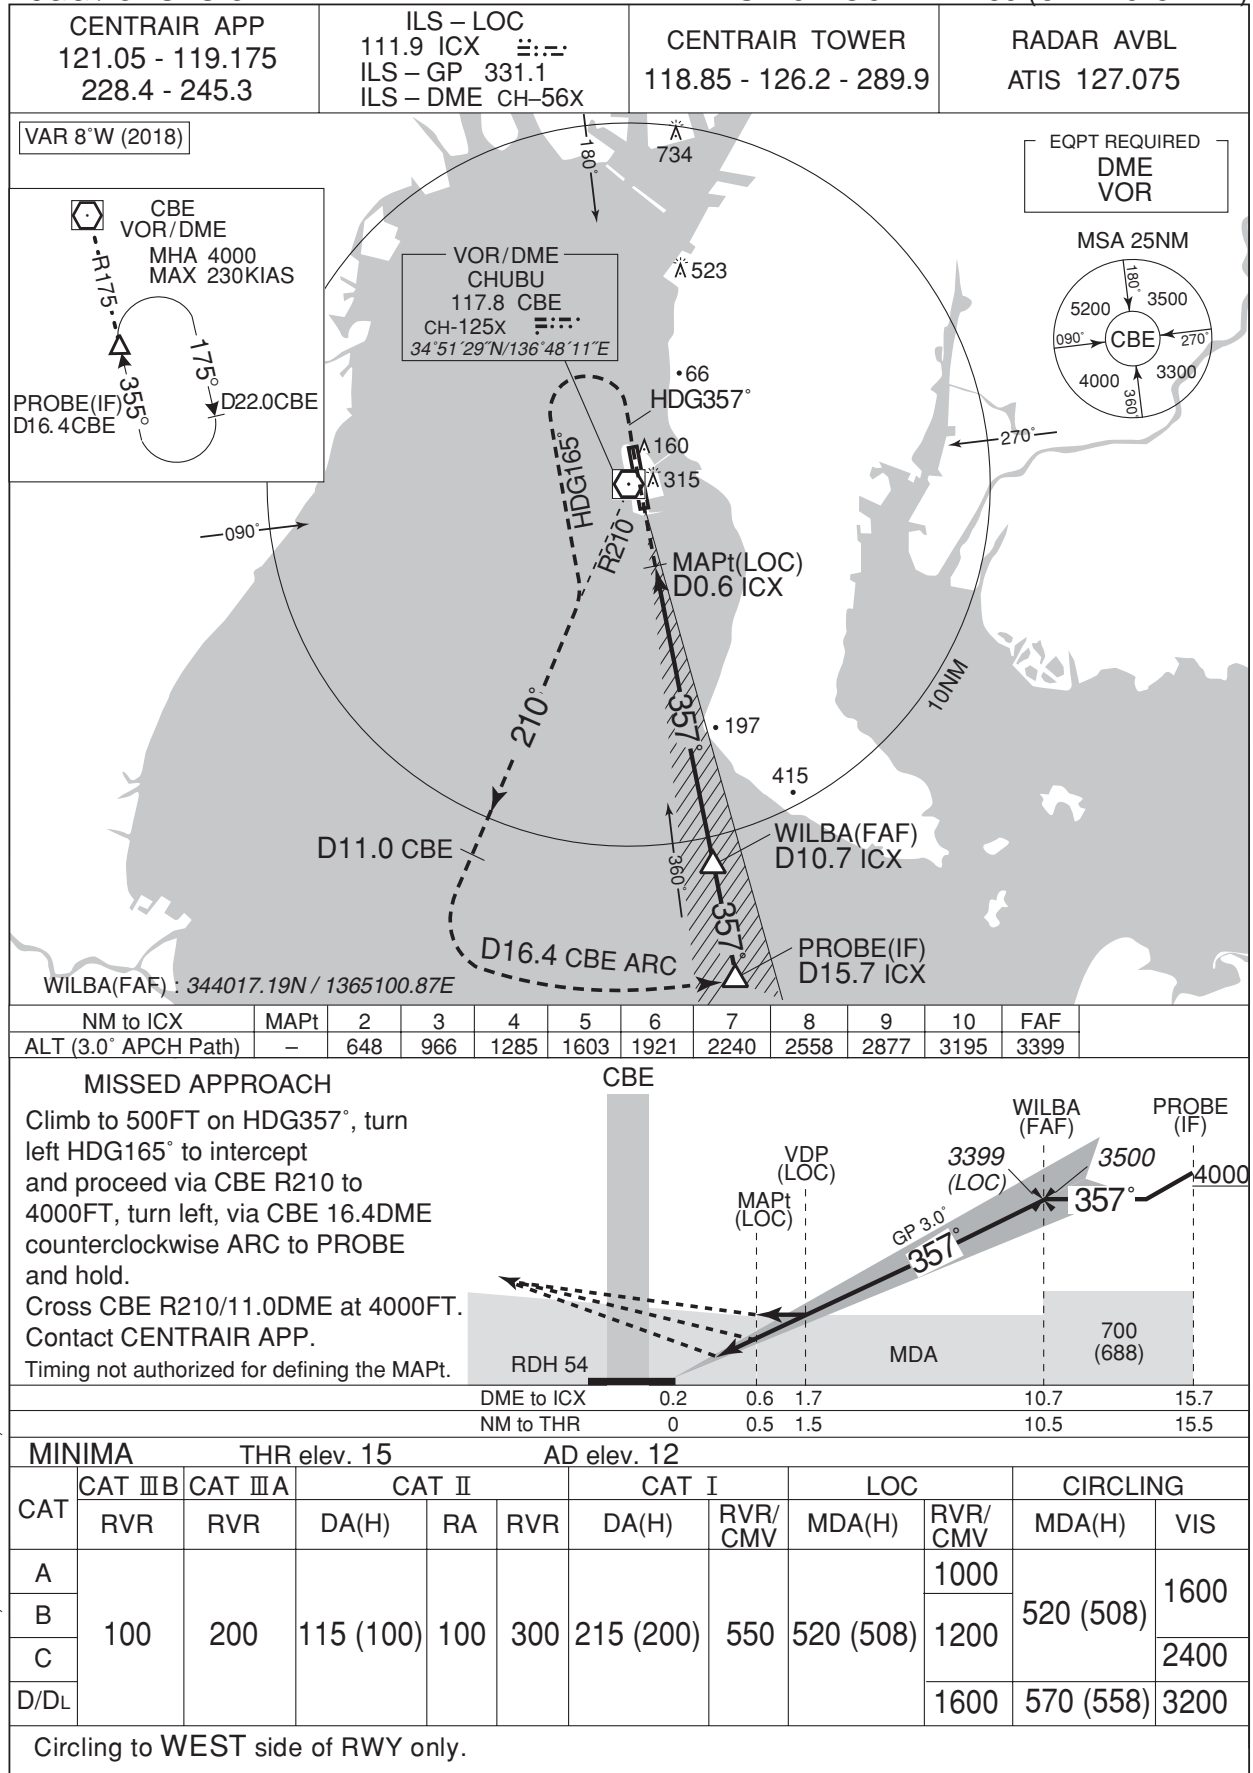 CENTRAIR APP
121.05 - 119.175
228.4 - 245.3
ILS – LOC
111.9 ICX
ILS – GP 331.1
ILS – DME CH–56X
CENTRAIR TOWER
118.85 - 126.2 - 289.9
RADAR AVBL
ATIS 127.075
VAR 8°W (2018)
180°
734
EQPT REQUIRED
DME
VOR
CBE
VOR/DME
MHA 4000
MAX 230KIAS
R175
175°
355°
D22.0CBE
PROBE(IF)
D16.4CBE
VOR/DME
CHUBU
117.8 CBE
CH-125X
34°51´29˝N/136°48´11˝E
523
MSA 25NM
180°
5200
3500
090°
CBE
270°
4000
3300
360°
66
HDG357°
160
315
HDG165°
R210
270°
090°
MAPt(LOC)
D0.6 ICX
357°
197
10NM
210°
415
D11.0 CBE
360°
WILBA(FAF)
D10.7 ICX
357°
D16.4 CBE ARC
PROBE(IF)
D15.7 ICX
WILBA(FAF) : 344017.19N / 1365100.87E
NM to ICX MAPt 2 3 4 5 6 7 8 9 10 FAF
ALT (3.0° APCH Path) – 648 966 1285 1603 1921 2240 2558 2877 3195 3399
MISSED APPROACH
Climb to 500FT on HDG357°, turn
left HDG165° to intercept
and proceed via CBE R210 to
4000FT, turn left, via CBE 16.4DME
counterclockwise ARC to PROBE
and hold.
Cross CBE R210/11.0DME at 4000FT.
Contact CENTRAIR APP.
Timing not authorized for defining the MAPt.
CBE
WILBA
(FAF)
PROBE
(IF)
VDP
(LOC)
MAPt
(LOC)
3399
(LOC)
3500
4000
357°
GP 3.0°
357°
RDH 54
MDA
700
(688)
DME to ICX 0.2 0.6 1.7 10.7 15.7
NM to THR 0 0.5 1.5 10.5 15.5
MINIMA THR elev. 15 AD elev. 12
CAT CAT ⅢB CAT ⅢA CAT Ⅱ CAT Ⅰ LOC CIRCLING
RVR RVR DA(H) RA RVR DA(H) RVR/CMV MDA(H) RVR/CMV MDA(H) VIS
A
B
C
D/DL
100 200 115 (100) 100 300 215 (200) 550 520 (508)
1000
1200
1600
520 (508)
570 (558)
1600
2400
3200
Circling to WEST side of RWY only.